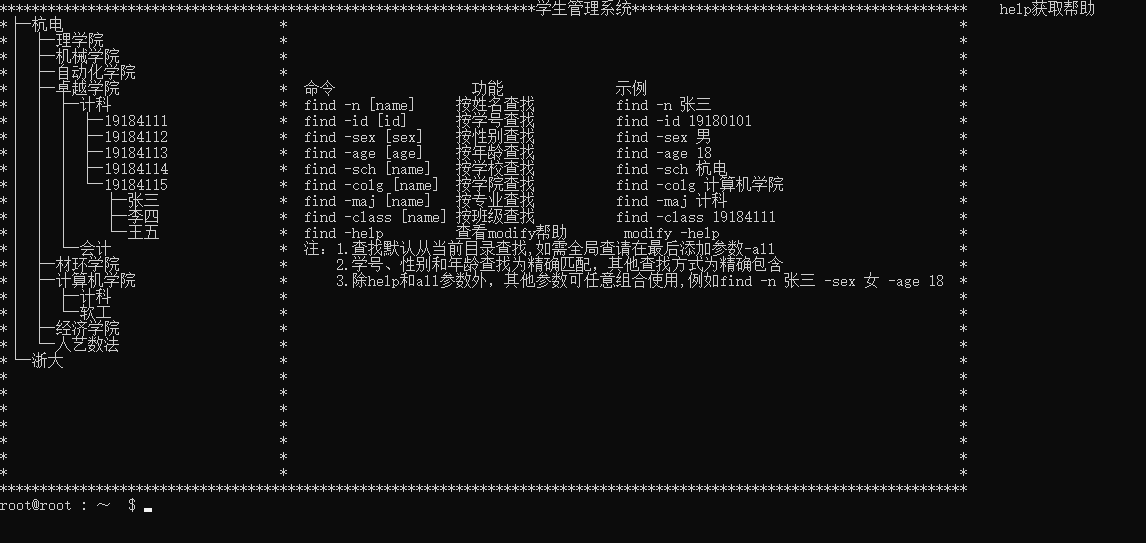 ************************************************************学生管理系统****************************************** help获取帮助
* ├─杭电 * *
* │ ├─理学院 * *
* │ ├─机械学院 * *
* │ ├─自动化学院 * *
* │ ├─卓越学院 * 命令 功能 示例 *
* │ │ ├─计科 * find -n [name] 按姓名查找 find -n 张三 *
* │ │ │ ├─19184111 * find -id [id] 按学号查找 find -id 19180101 *
* │ │ │ ├─19184112 * find -sex [sex] 按性别查找 find -sex 男 *
* │ │ │ ├─19184113 * find -age [age] 按年龄查找 find -age 18 *
* │ │ │ ├─19184114 * find -sch [name] 按学校查找 find -sch 杭电 *
* │ │ │ └─19184115 * find -colg [name] 按学院查找 find -colg 计算机学院 *
* │ │ │ ├─张三 * find -maj [name] 按专业查找 find -maj 计科 *
* │ │ │ ├─李四 * find -class [name] 按班级查找 find -class 19184111 *
* │ │ │ └─王五 * find -help 查看modify帮助 modify -help *
* │ │ └─会计 * 注: 1.查找默认从当前目录查找,如需全局查请在最后添加参数-all *
* │ ├─材环学院 * 2.学号、性别和年龄查找为精确匹配，其他查找方式为精确包含 *
* │ ├─计算机学院 * 3.除help和all参数外，其他参数可任意组合使用,例如find -n 张三 -sex 女 -age 18 *
* │ │ ├─计科 * *
* │ │ └─软工 * *
* │ ├─经济学院 * *
* │ └─人艺数法 * *
* └─浙大 * *
* * *
* * *
* * *
* * *
* * *
* * *
* * *
*************************************************************************************************************************
root@root : ～ $